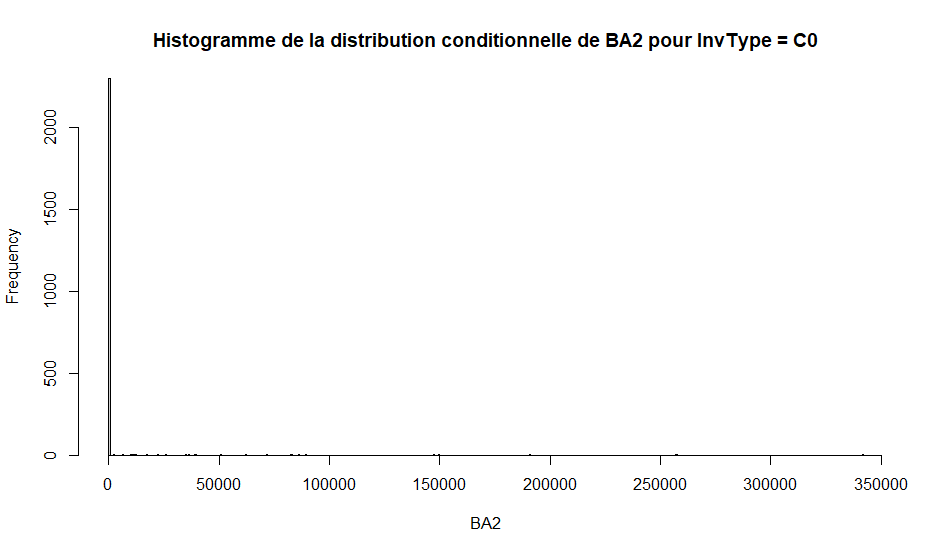 Histogramme de la distribution conditionnelle de BA2 pour InvType = C0
Frequency
2000
1500
1000
500
0
0 50000 100000 150000 200000 250000 300000 350000
BA2